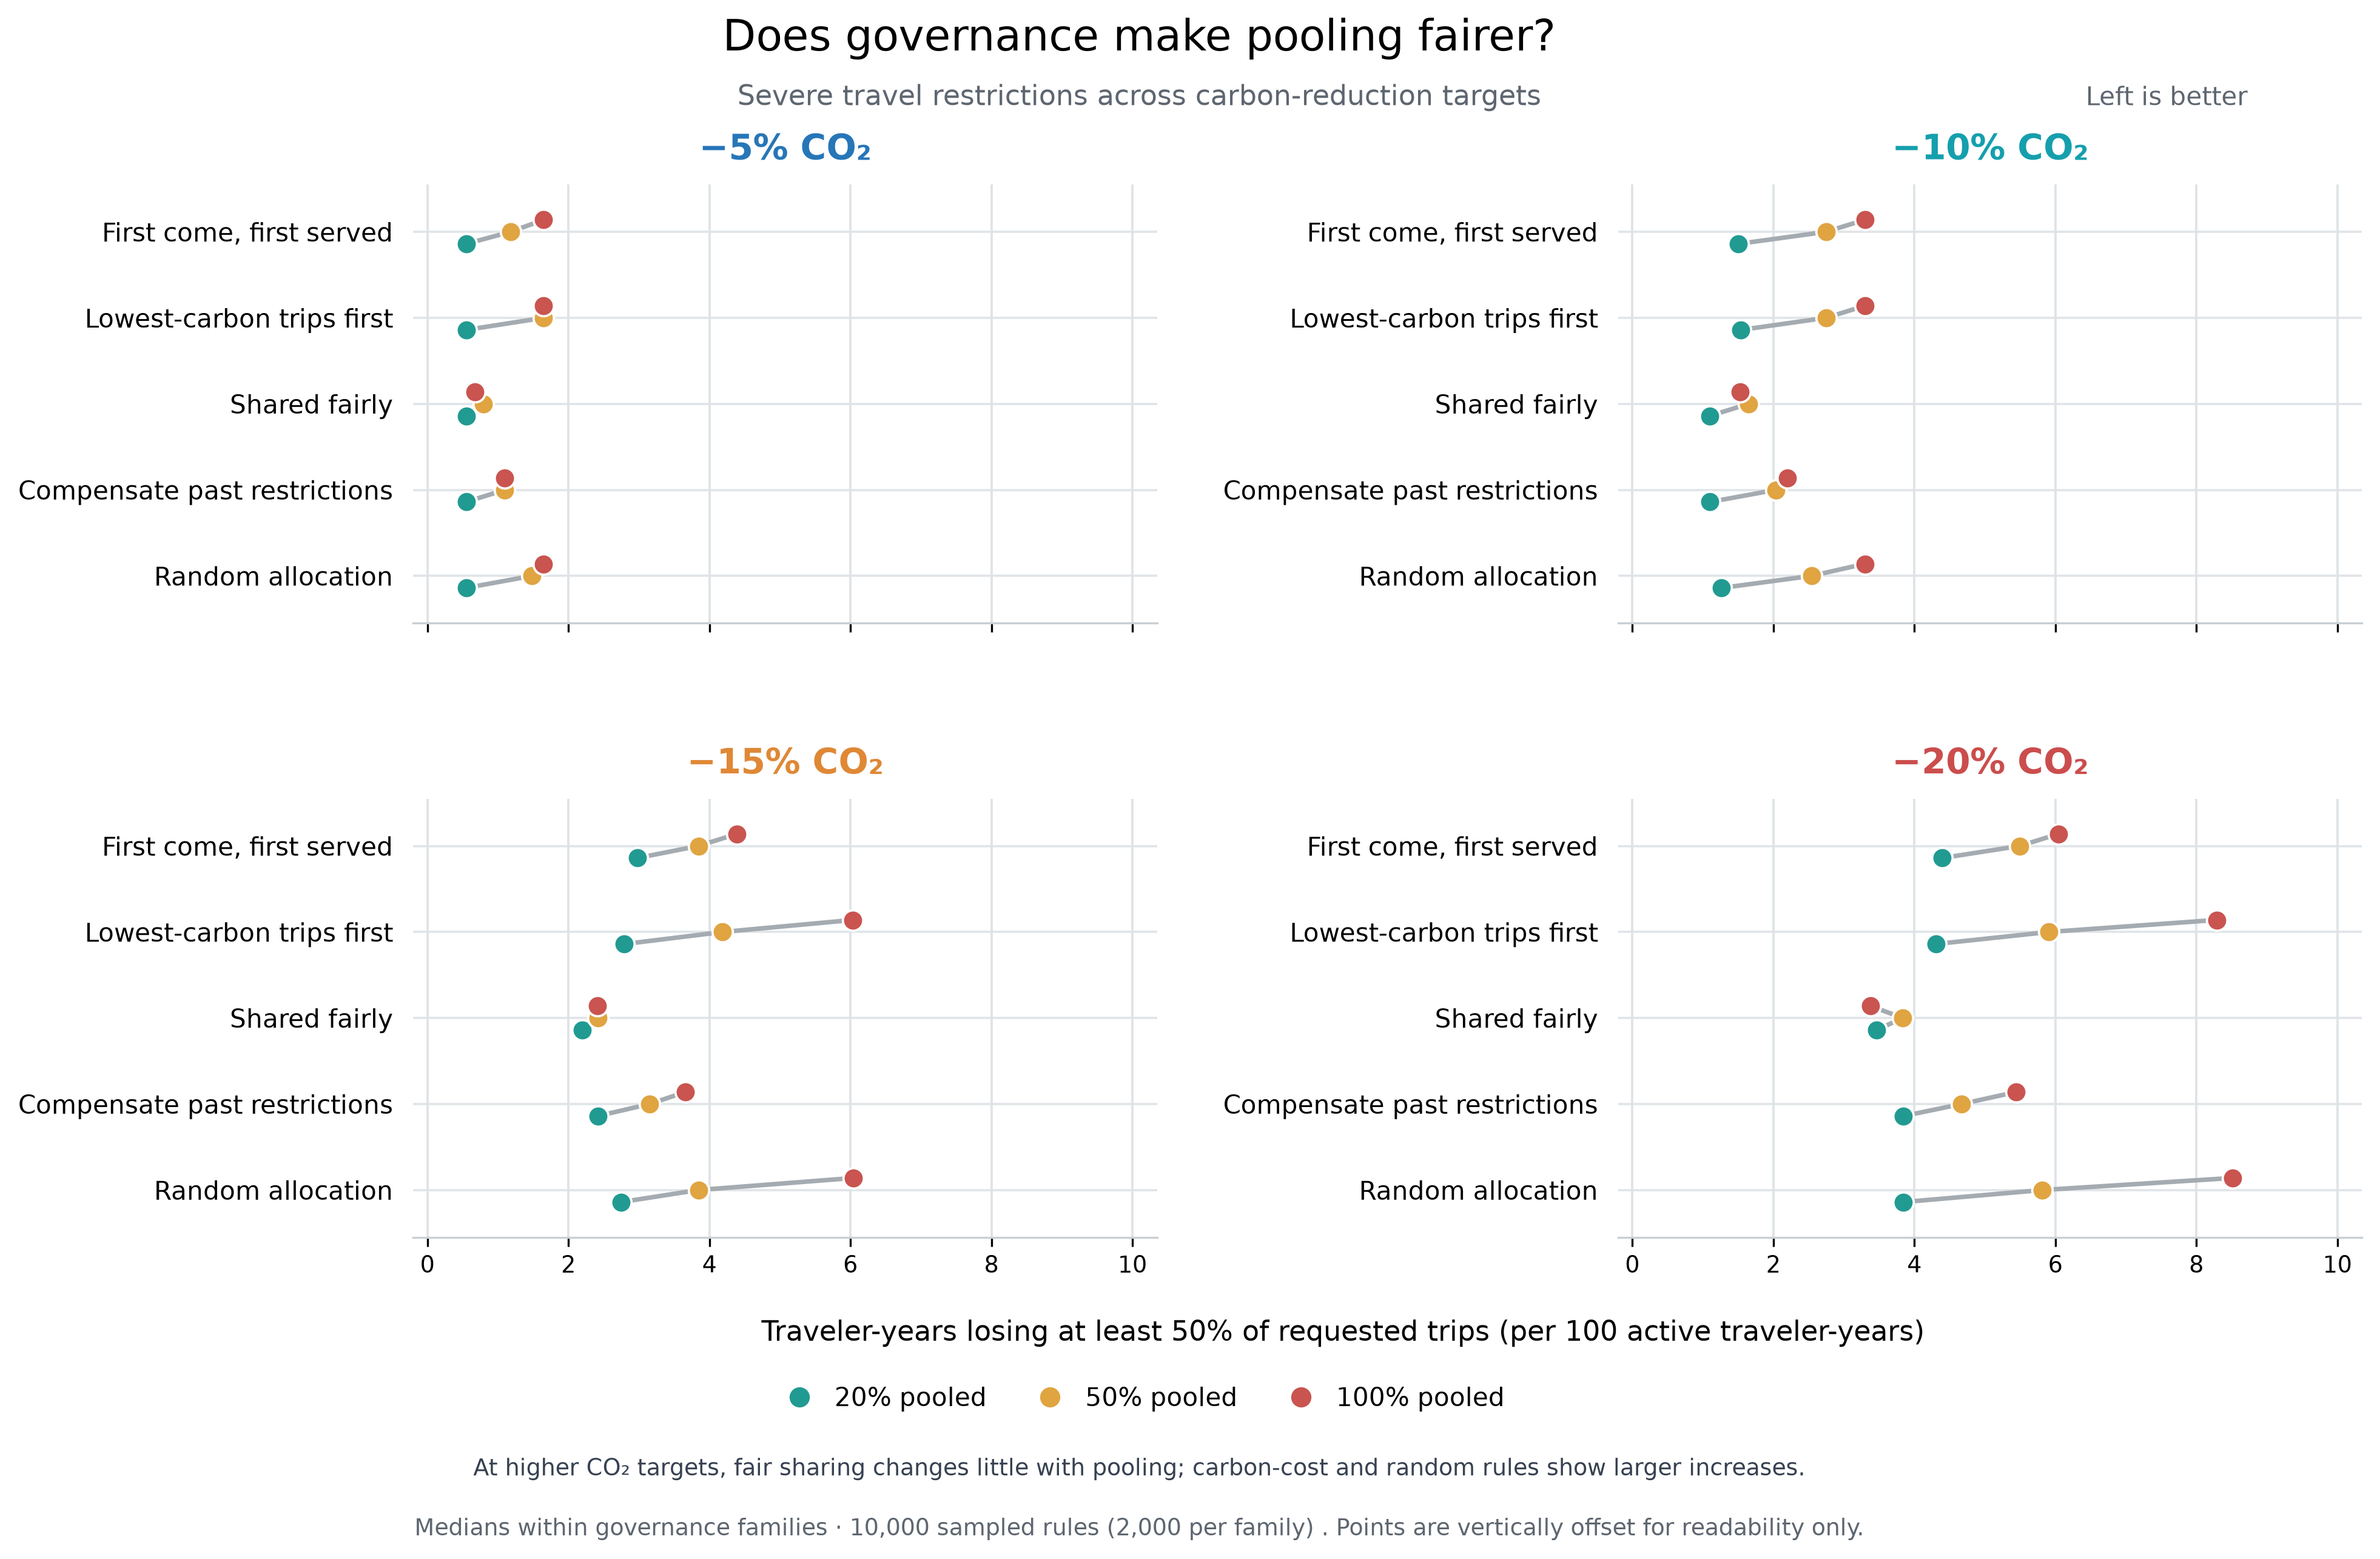 Does governance make pooling fairer?
Severe travel restrictions across carbon-reduction targets
Left is better
−5% CO₂
First come, first served
Lowest-carbon trips first
Shared fairly
Compensate past restrictions
Random allocation
−10% CO₂
First come, first served
Lowest-carbon trips first
Shared fairly
Compensate past restrictions
Random allocation
−15% CO₂
First come, first served
Lowest-carbon trips first
Shared fairly
Compensate past restrictions
Random allocation
0 2 4 6 8 10
−20% CO₂
First come, first served
Lowest-carbon trips first
Shared fairly
Compensate past restrictions
Random allocation
0 2 4 6 8 10
Traveler-years losing at least 50% of requested trips (per 100 active traveler-years)
20% pooled 50% pooled 100% pooled
At higher CO₂ targets, fair sharing changes little with pooling; carbon-cost and random rules show larger increases.
Medians within governance families · 10,000 sampled rules (2,000 per family) . Points are vertically offset for readability only.